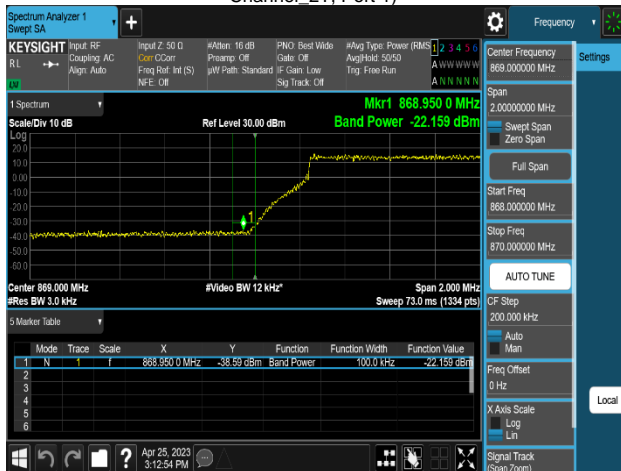 Channel_21, Port 1)
Spectrum Analyzer 1
Swept SA
Frequency
KEYSIGHT
RL
LXI
Input: RF
Coupling: AC
Align: Auto
Input Z: 50 Ω
Corr CCorr
Freq Ref: Int (S)
NFE: Off
#Atten: 16 dB
Preamp: Off
µW Path: Standard
PNO: Best Wide
Gate: Off
IF Gain: Low
Sig Track: Off
#Avg Type: Power (RMS)
Avg|Hold: 50/50
Trig: Free Run
1 2 3 4 5 6
A W W W W W
A N N N N N
Center Frequency
869.000000 MHz
Settings
Span
2.00000000 MHz
Swept Span
Zero Span
Full Span
Start Freq
868.000000 MHz
Stop Freq
870.000000 MHz
AUTO TUNE
CF Step
200.000 kHz
Auto
Man
Freq Offset
0 Hz
X Axis Scale
Log
Lin
Local
Signal Track
(Span Zoom)
1 Spectrum
Scale/Div 10 dB
Ref Level 30.00 dBm
Mkr1 868.950 0 MHz
Band Power -22.159 dBm
Log
20.0
10.0
0.00
-10.0
-20.0
-30.0
-40.0
-50.0
-60.0
1
Center 869.000 MHz
#Video BW 12 kHz*
Span 2.000 MHz
#Res BW 3.0 kHz
Sweep 73.0 ms (1334 pts)
5 Marker Table
Mode Trace Scale X Y Function Function Width Function Value
1 N 1 f 868.950 0 MHz -38.59 dBm Band Power 100.0 kHz -22.159 dBm
2
3
4
5
6
?
Apr 25, 2023
3:12:54 PM